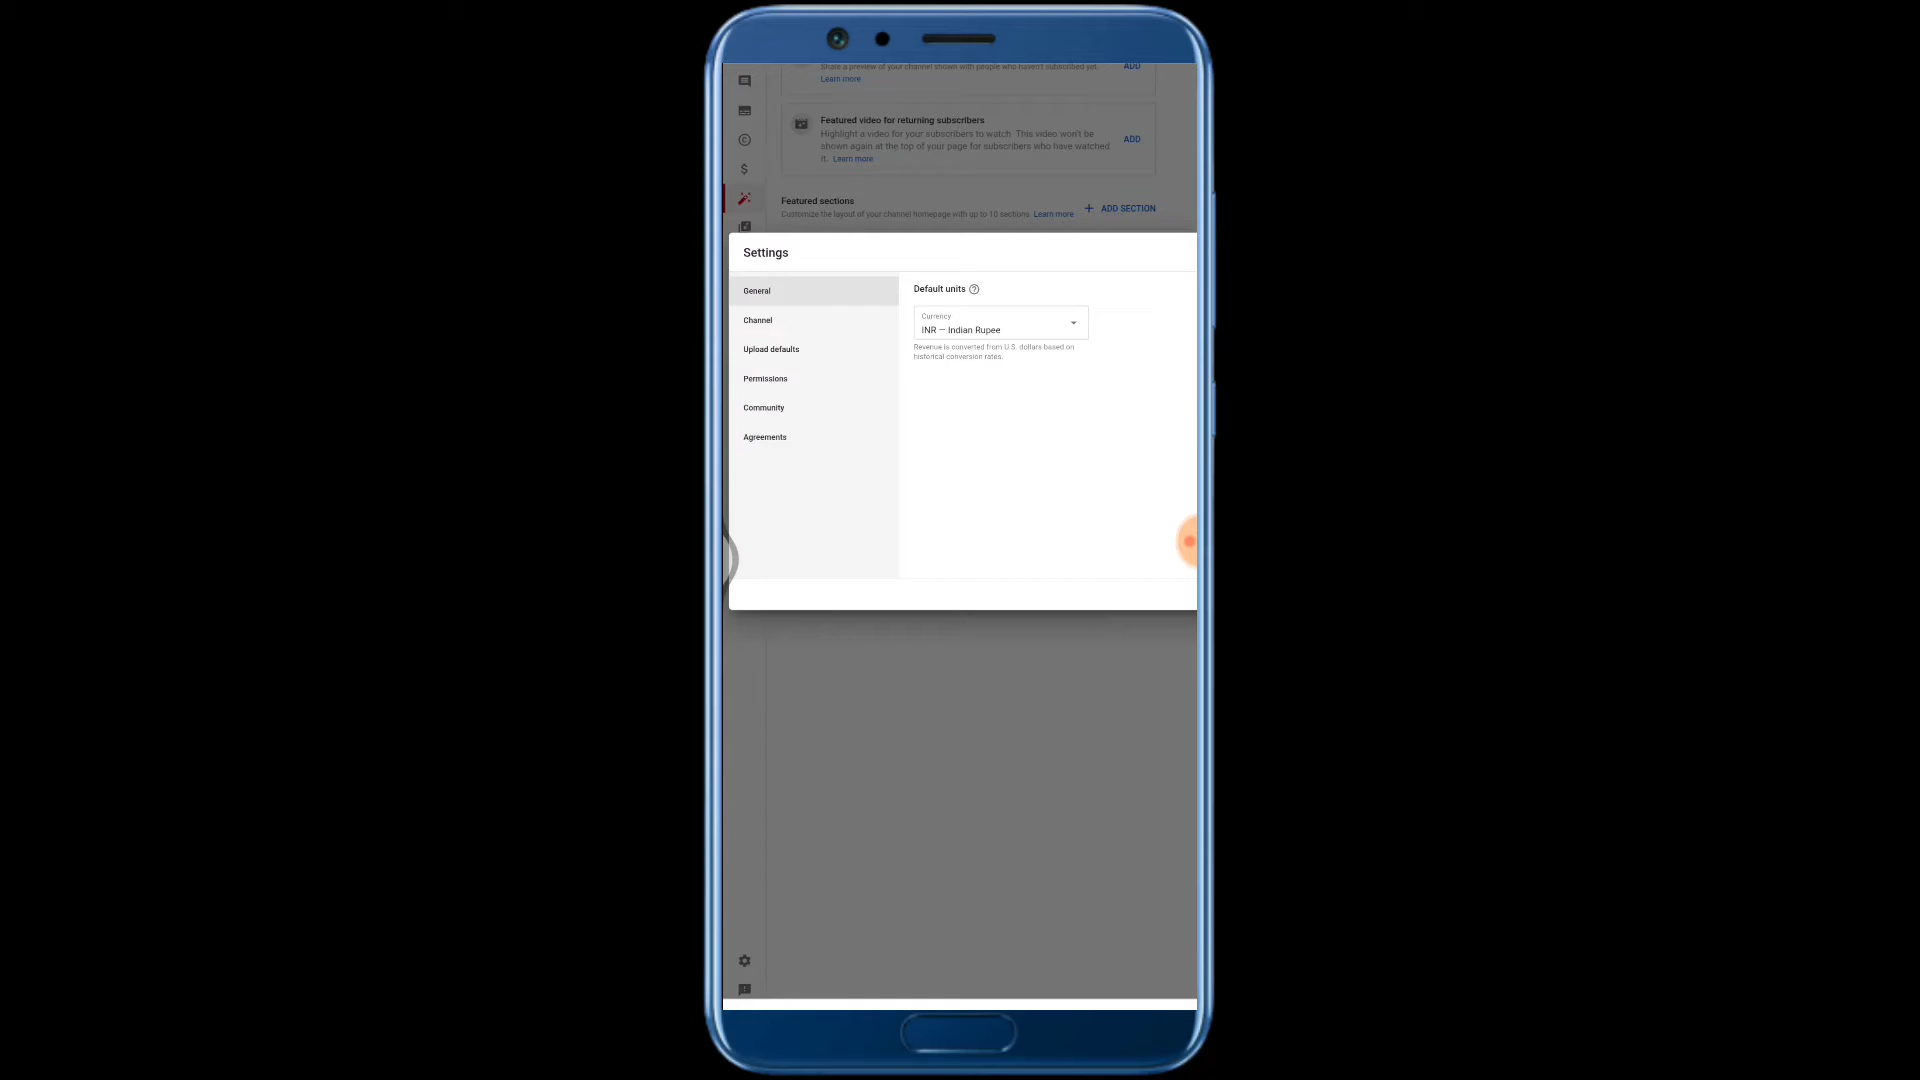 Share a preview of your channel shown with people who haven't subscribed yet.
Learn more
ADD
Featured video for returning subscribers
Highlight a video for your subscribers to watch. This video won't be
shown again at the top of your page for subscribers who have watched
it. Learn more
ADD
Featured sections
Customize the layout of your channel homepage with up to 10 sections. Learn more
+ ADD SECTION
Settings
General
Channel
Upload defaults
Permissions
Community
Agreements
Default units
Currency
INR — Indian Rupee
Revenue is converted from U.S. dollars based on
historical conversion rates.